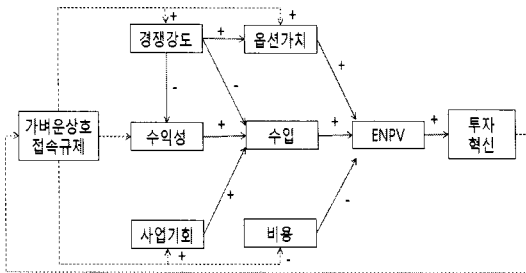 +
+
경쟁강도
+
옵션가치
-
-
+
가벼운상호
접속규제
수익성
+
수입
+
ENPV
+
투자
혁신
+
-
사업기회
비용
+
-